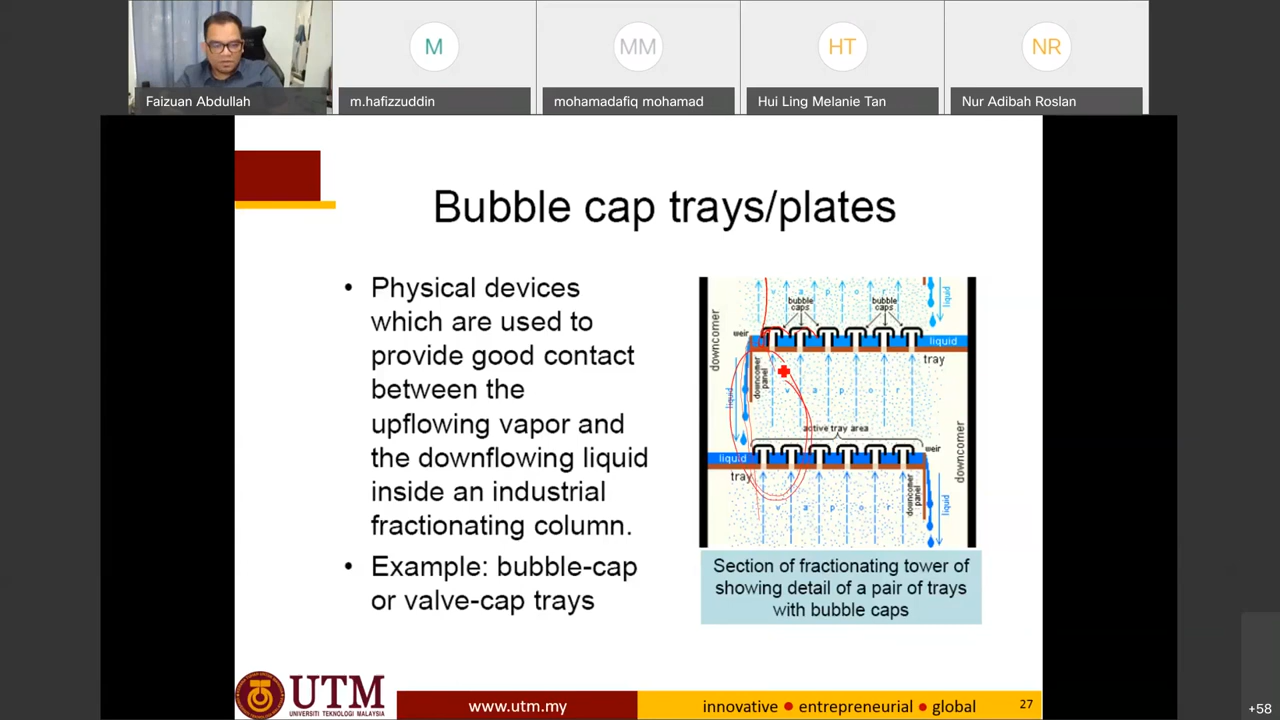 M
MM
HT
NR
Faizuan Abdullah
m.hafizzuddin
mohamadafiq mohamad
Hui Ling Melanie Tan
Nur Adibah Roslan
Bubble cap trays/plates
• Physical devices
which are used to
provide good contact
between the
upflowing vapor and
the downflowing liquid
inside an industrial
fractionating column.
• Example: bubble-cap
or valve-cap trays
v a p o r
liquid
bubble
caps
bubble
caps
downcomer
weir
liquid
tray
downcomer
panel
liquid
v a p o r
active tray area
downcomer
liquid
weir
tray
downcomer
panel
v a p o r
liquid
Section of fractionating tower of
showing detail of a pair of trays
with bubble caps
UTM
UNIVERSITI TEKNOLOGI MALAYSIA
www.utm.my
innovative ● entrepreneurial ● global
27
+58